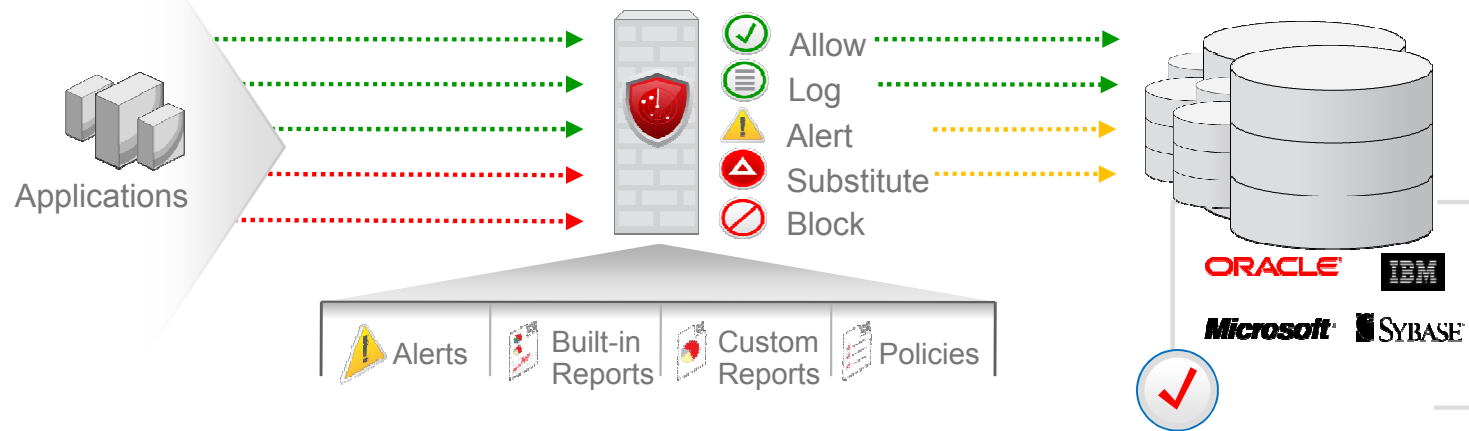 Applications
Allow
Log
Alert
Substitute
Block
Alerts
Built-in
Reports
Custom
Reports
Policies
ORACLE
IBM
Microsoft
SYBASE